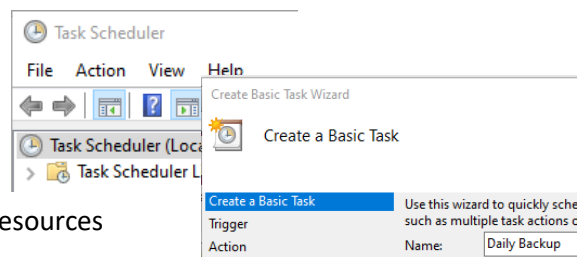 Task Scheduler
File Action View Help
Create Basic Task Wizard
Create a Basic Task
Task Scheduler (Loca
Task Scheduler L
Create a Basic Task
Use this wizard to quickly sche
such as multiple task actions o
Trigger
esources
Action
Name: Daily Backup